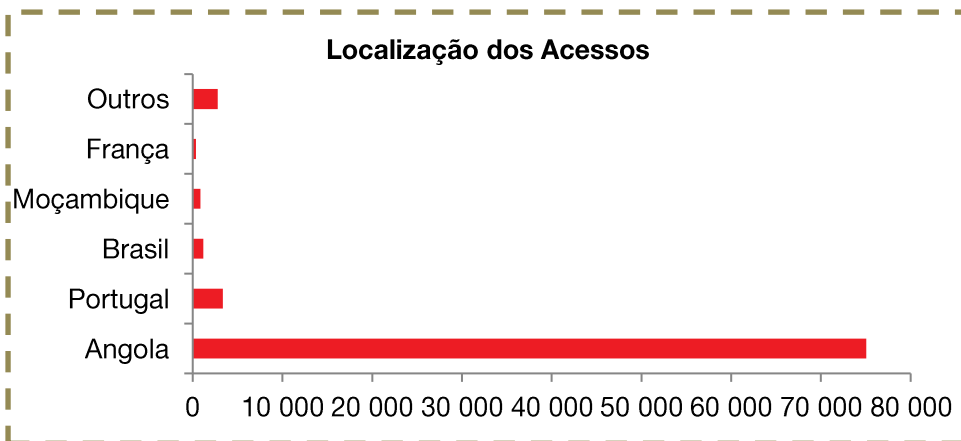 Localização dos Acessos
Outros
França
Moçambique
Brasil
Portugal
Angola
0 10 000 20 000 30 000 40 000 50 000 60 000 70 000 80 000